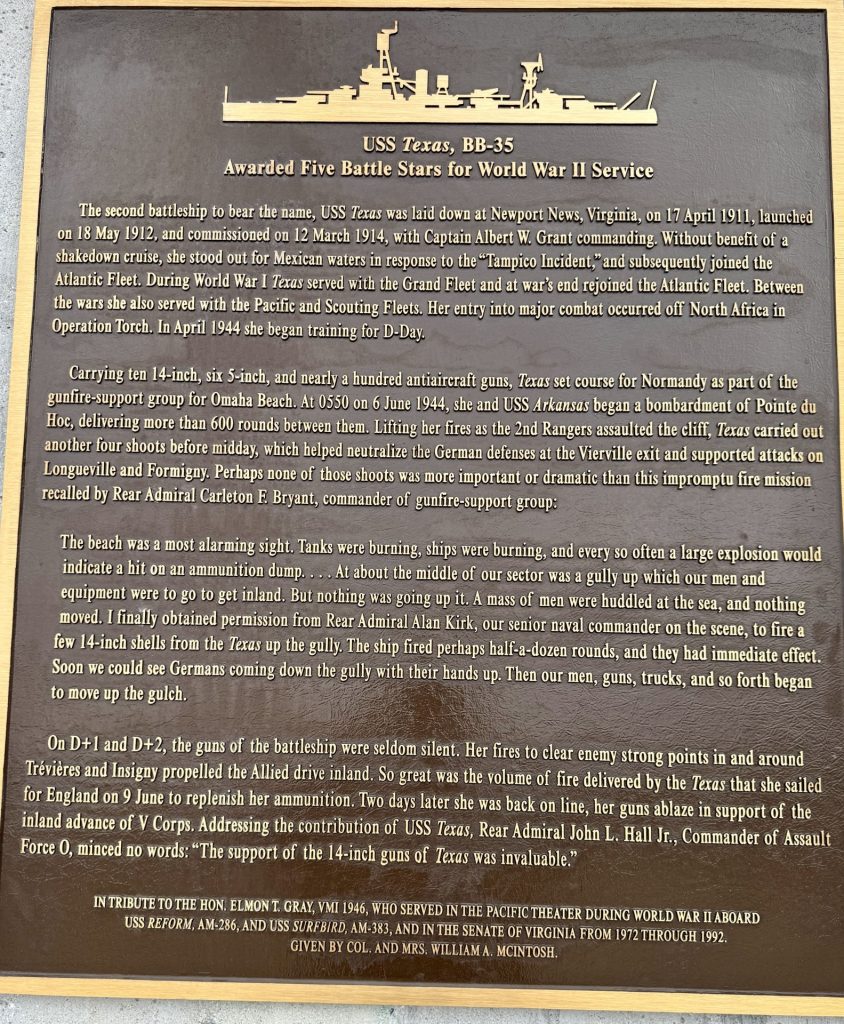 USS Texas, BB-35
Awarded Five Battle Stars for World War II Service
The second battleship to bear the name, USS Texas was laid down at Newport News, Virginia, on 17 April 1911, launched
on 18 May 1912, and commissioned on 12 March 1914, with Captain Albert W. Grant commanding. Without benefit of a
shakedown cruise, she stood out for Mexican waters in response to the “Tampico Incident,” and subsequently joined the
Atlantic Fleet. During World War I Texas served with the Grand Fleet and at war's end rejoined the Atlantic Fleet. Between
the wars she also served with the Pacific and Scouting Fleets. Her entry into major combat occurred off North Africa in
Operation Torch. In April 1944 she began training for D-Day.
Carrying ten 14-inch, six 5-inch, and nearly a hundred antiaircraft guns, Texas set course for Normandy as part of the
gunfire-support group for Omaha Beach. At 0550 on 6 June 1944, she and USS Arkansas began a bombardment of Pointe du
Hoc, delivering more than 600 rounds between them. Lifting her fires as the 2nd Rangers assaulted the cliff, Texas carried out
another four shoots before midday, which helped neutralize the German defenses at the Vierville exit and supported attacks on
Longueville and Formigny. Perhaps none of those shoots was more important or dramatic than this impromptu fire mission
recalled by Rear Admiral Carleton F. Bryant, commander of gunfire-support group:
The beach was a most alarming sight. Tanks were burning, ships were burning, and every so often a large explosion would
indicate a hit on an ammunition dump. . . . At about the middle of our sector was a gully up which our men and
equipment were to go to get inland. But nothing was going up it. A mass of men were huddled at the sea, and nothing
moved. I finally obtained permission from Rear Admiral Alan Kirk, our senior naval commander on the scene, to fire a
few 14-inch shells from the Texas up the gully. The ship fired perhaps half-a-dozen rounds, and they had immediate effect.
Soon we could see Germans coming down the gully with their hands up. Then our men, guns, trucks, and so forth began
to move up the gulch.
On D+1 and D+2, the guns of the battleship were seldom silent. Her fires to clear enemy strong points in and around
Trévières and Insigny propelled the Allied drive inland. So great was the volume of fire delivered by the Texas that she sailed
for England on 9 June to replenish her ammunition. Two days later she was back on line, her guns ablaze in support of the
inland advance of V Corps. Addressing the contribution of USS Texas, Rear Admiral John L. Hall Jr., Commander of Assault
Force O, minced no words: “The support of the 14-inch guns of Texas was invaluable.”
IN TRIBUTE TO THE HON. ELMON T. GRAY, VMI 1946, WHO SERVED IN THE PACIFIC THEATER DURING WORLD WAR II ABOARD
USS REFORM, AM-286, AND USS SURFBIRD, AM-383, AND IN THE SENATE OF VIRGINIA FROM 1972 THROUGH 1992.
GIVEN BY COL. AND MRS. WILLIAM A. MCINTOSH.